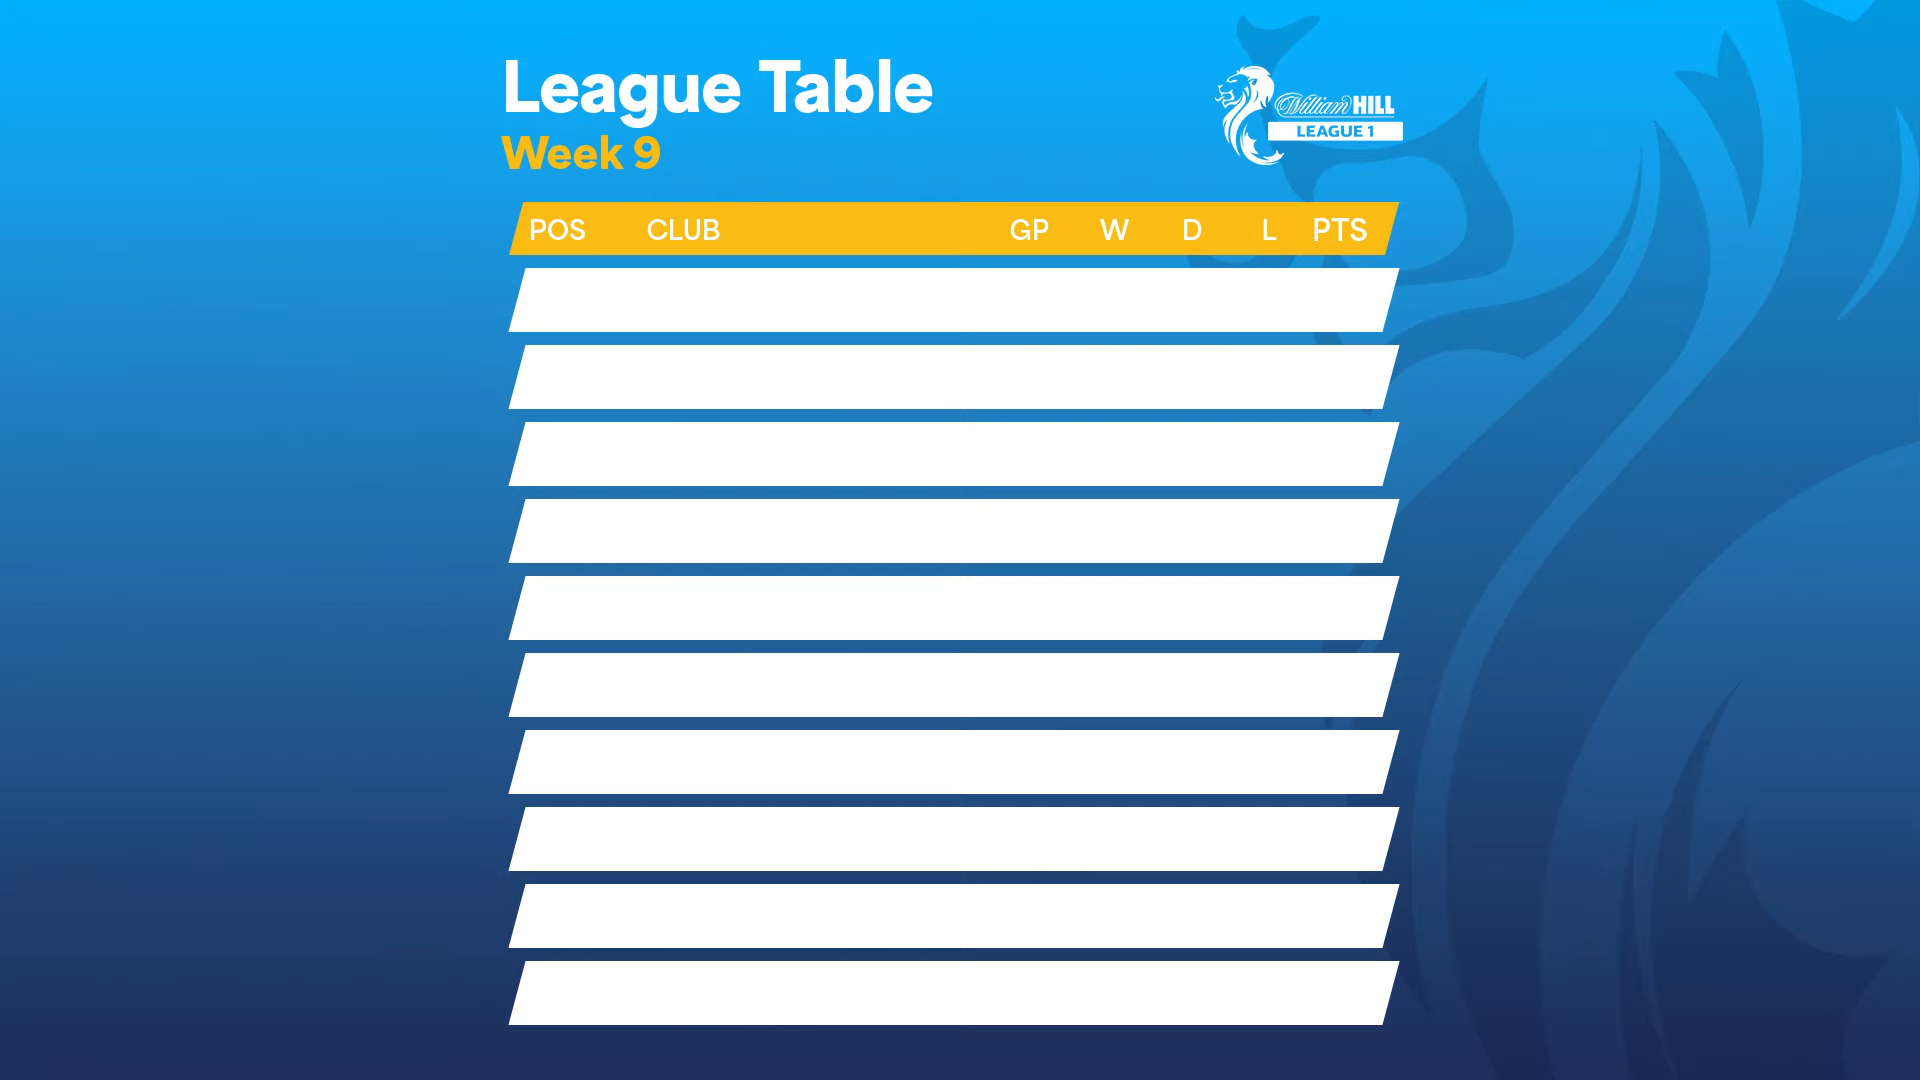 League Table
Week 9
William HILL
LEAGUE 1
POS CLUB GP W D L PTS